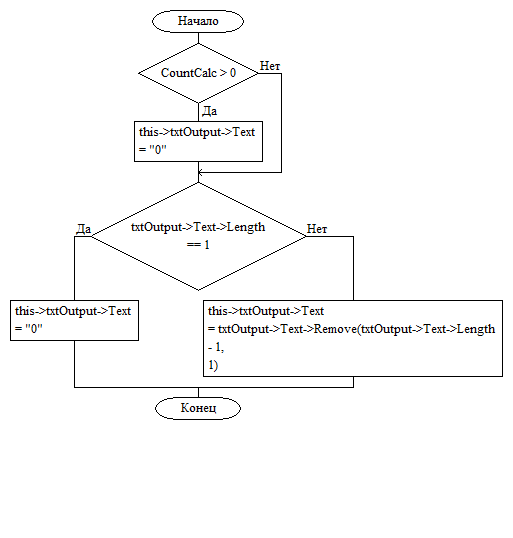 Начало
CountCalc > 0
Нет
Да
this->txtOutput->Text
= "0"
txtOutput->Text->Length
== 1
Да
Нет
this->txtOutput->Text
= "0"
this->txtOutput->Text
= txtOutput->Text->Remove(txtOutput->Text->Length
- 1,
1)
Конец